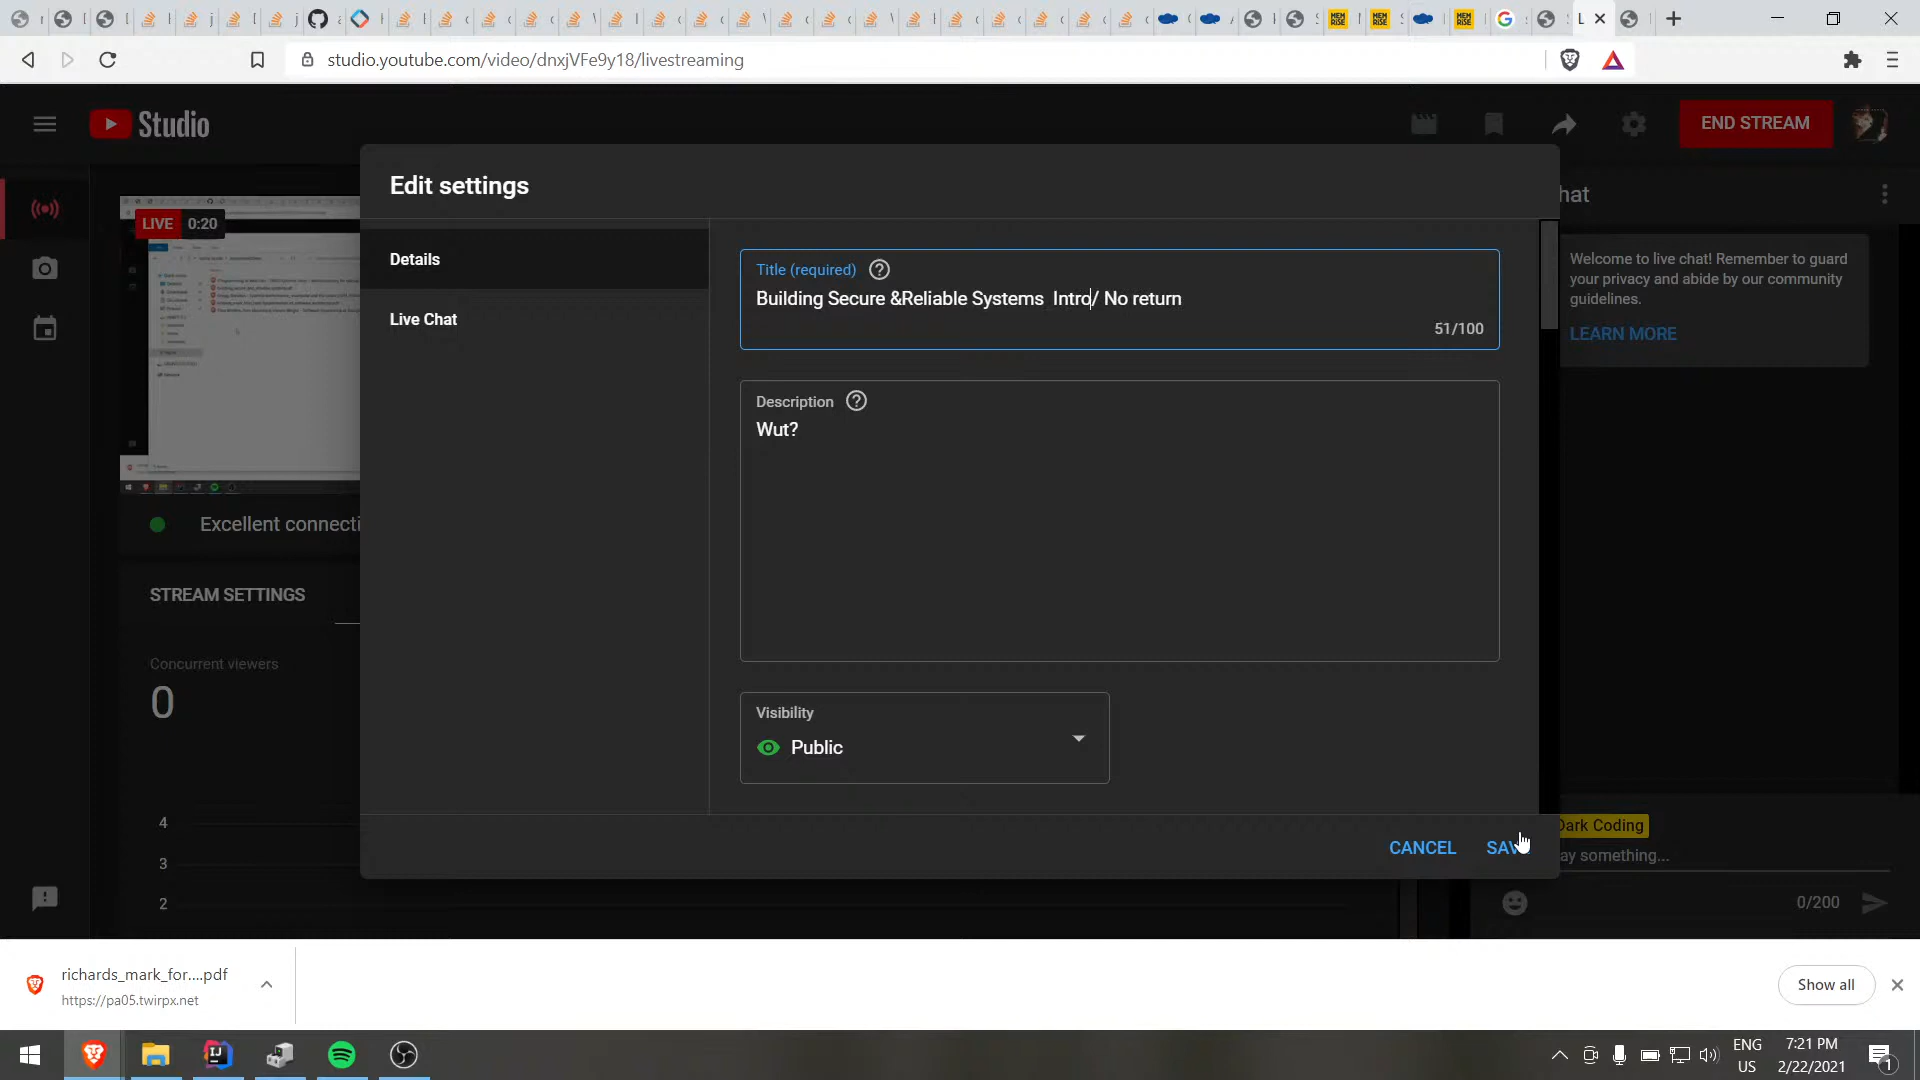 studio.youtube.com/video/dnxjVFe9y18/livestreaming
Studio
END STREAM
Edit settings
hat
LIVE 0:20
Details
Live Chat
Title (required)
Building Secure &Reliable Systems  Intro/ No return
51/100
Description
Wut?
Visibility
Public
CANCEL
Welcome to live chat! Remember to guard
your privacy and abide by our community
guidelines.
LEARN MORE
Excellent connecti
STREAM SETTINGS
Concurrent viewers
0
4
3
2
Dark Coding
ay something...
0/200
richards_mark_for....pdf
https://pa05.twirpx.net
Show all
ENG
US
7:21 PM
2/22/2021
1